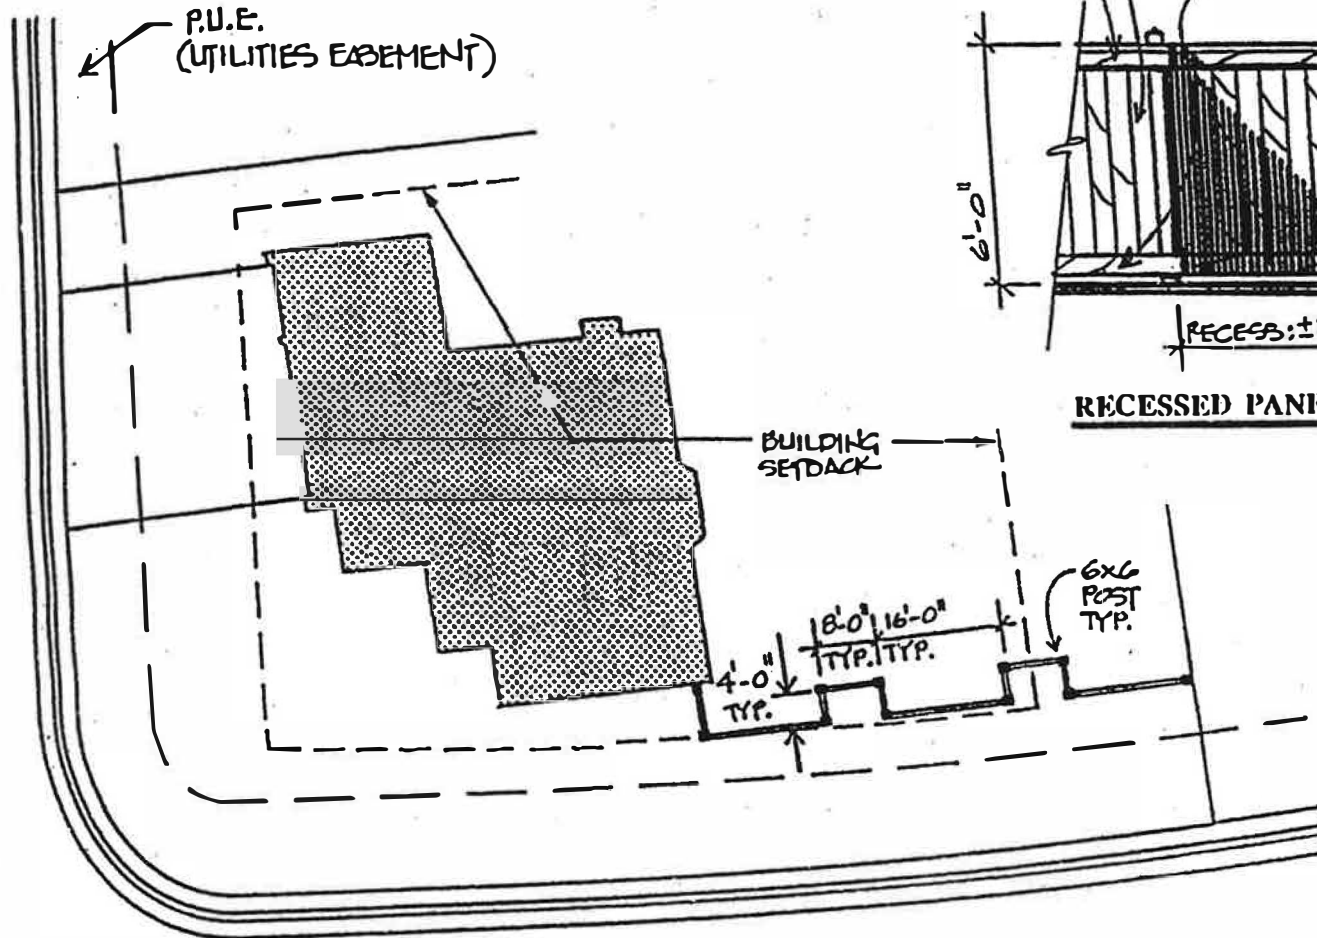 P.U.E.
(UTILITIES EASEMENT)
6'-0"
RECESS: ±
RECESSED PAN
BUILDING
SETBACK
6x6
POST
TYP.
8'-0" 16'-0"
TYP. TYP.
4'-0"
TYP.